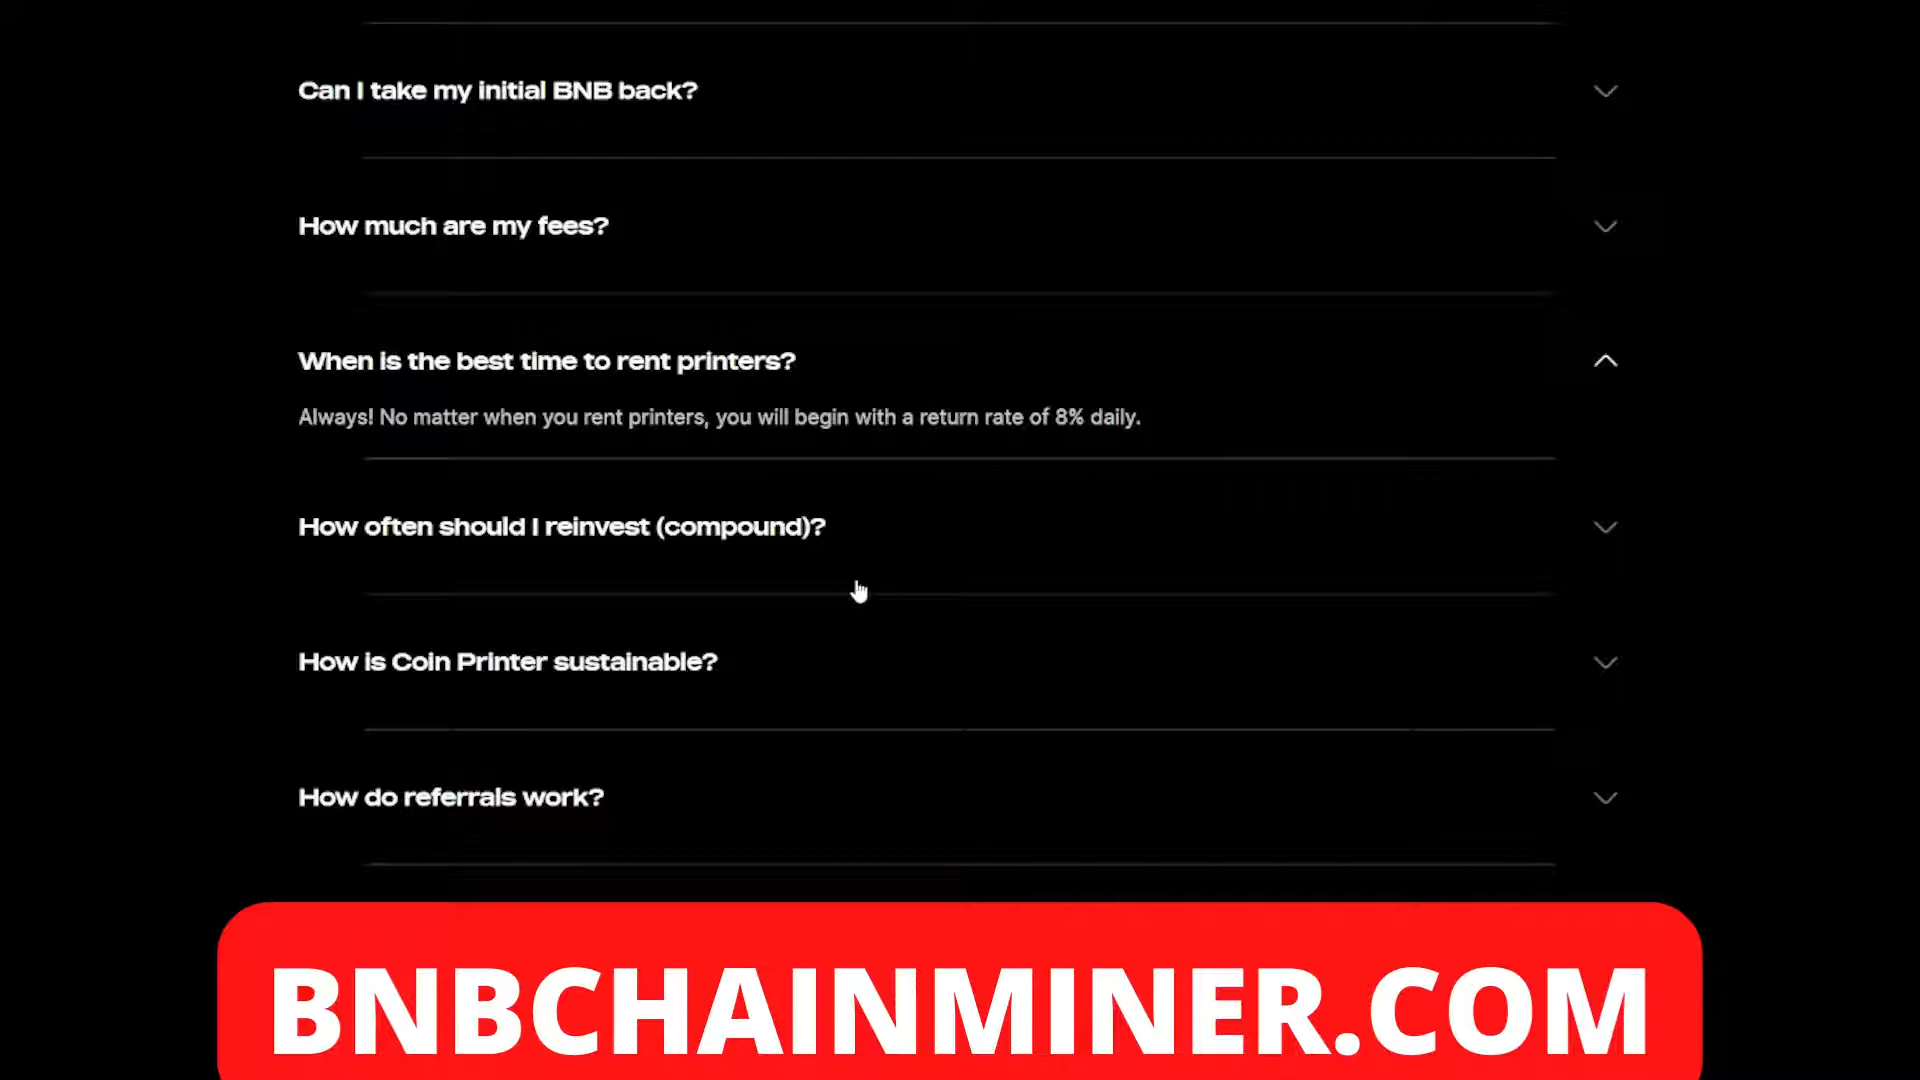 Can I take my initial BNB back?
How much are my fees?
When is the best time to rent printers?
Always! No matter when you rent printers, you will begin with a return rate of 8% daily.
How often should I reinvest (compound)?
How is Coin Printer sustainable?
How do referrals work?
BNBCHAINMINER.COM